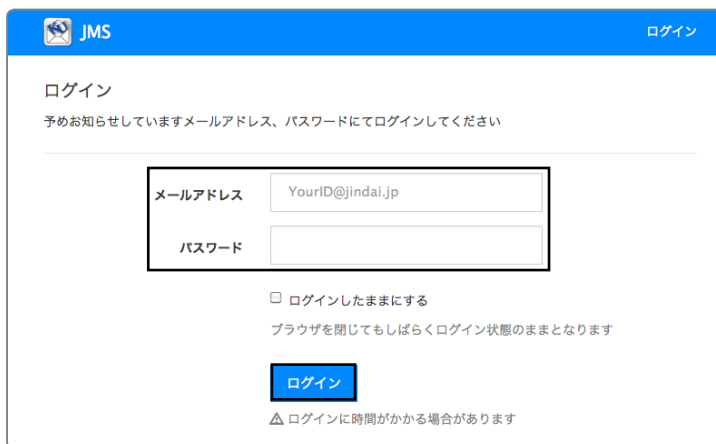 JMS
ログイン
ログイン
予めお知らせしていますメールアドレス、パスワードにてログインしてください
メールアドレス
YourID@jindai.jp
パスワード
ログインしたままにする
ブラウザを閉じてもしばらくログイン状態のままとなります
ログイン
ログインに時間がかかる場合があります